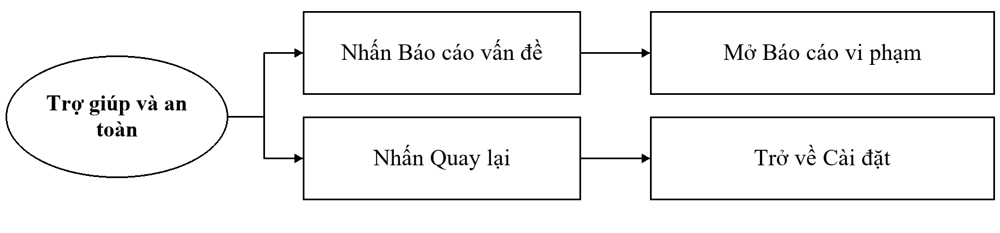 Trợ giúp và an
toàn
Nhấn Báo cáo vấn đề
Mở Báo cáo vi phạm
Nhấn Quay lại
Trở về Cài đặt